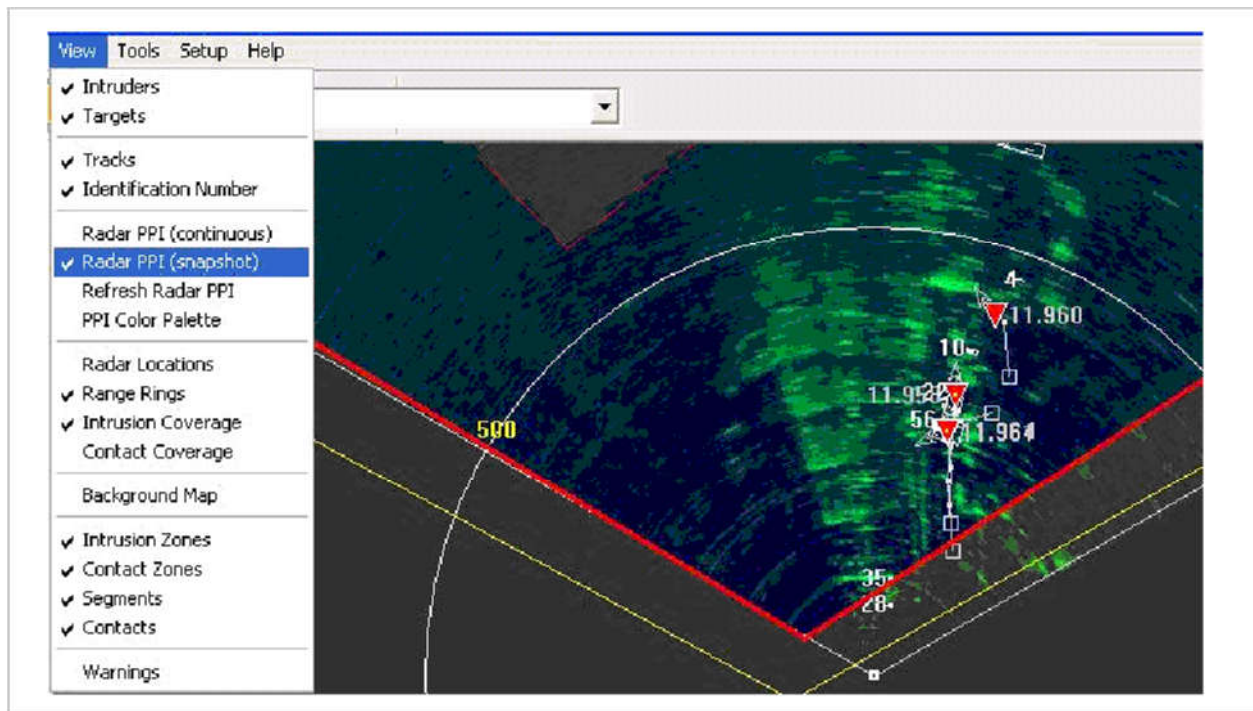 View Tools Setup Help
Intruders
Targets
Tracks
Identification Number
Radar PPI (continuous)
Radar PPI (snapshot)
Refresh Radar PPI
PPI Color Palette
Radar Locations
Range Rings
Intrusion Coverage
Contact Coverage
Background Map
Intrusion Zones
Contact Zones
Segments
Contacts
Warnings
4
11.960
10
500
56
35
28